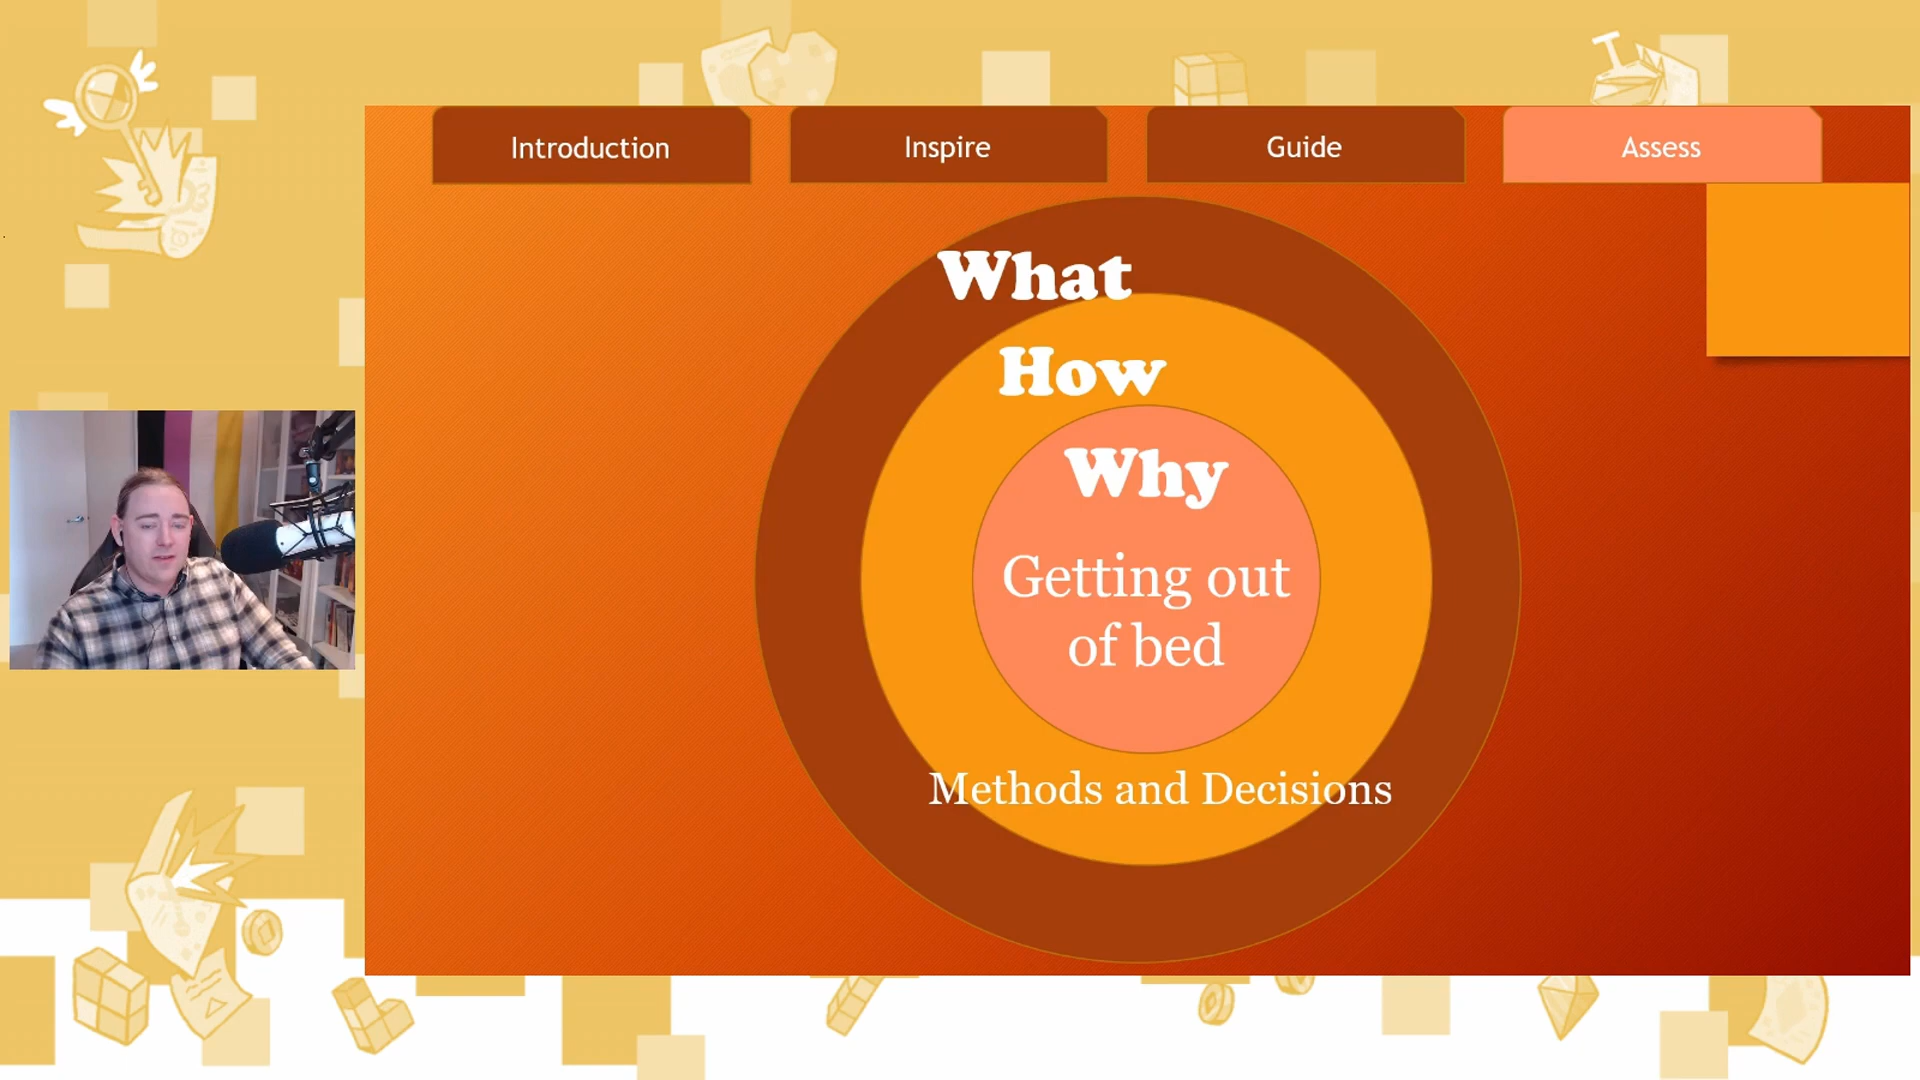 Introduction
Inspire
Guide
Assess
What
How
Why
Getting out
of bed
Methods and Decisions